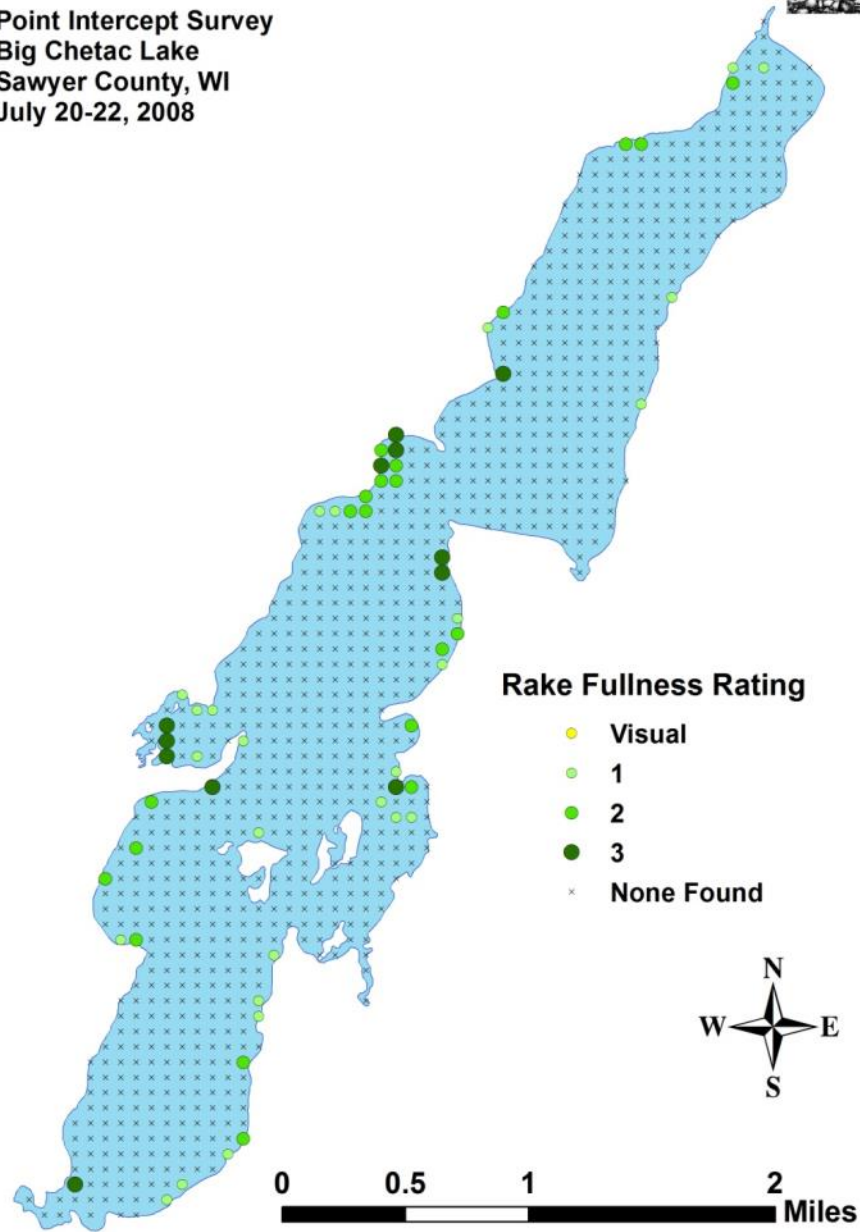 Point Intercept Survey
Big Chetac Lake
Sawyer County, WI
July 20-22, 2008
Rake Fullness Rating
Visual
1
2
3
None Found
N
W E
S
0 0.5 1 2
Miles